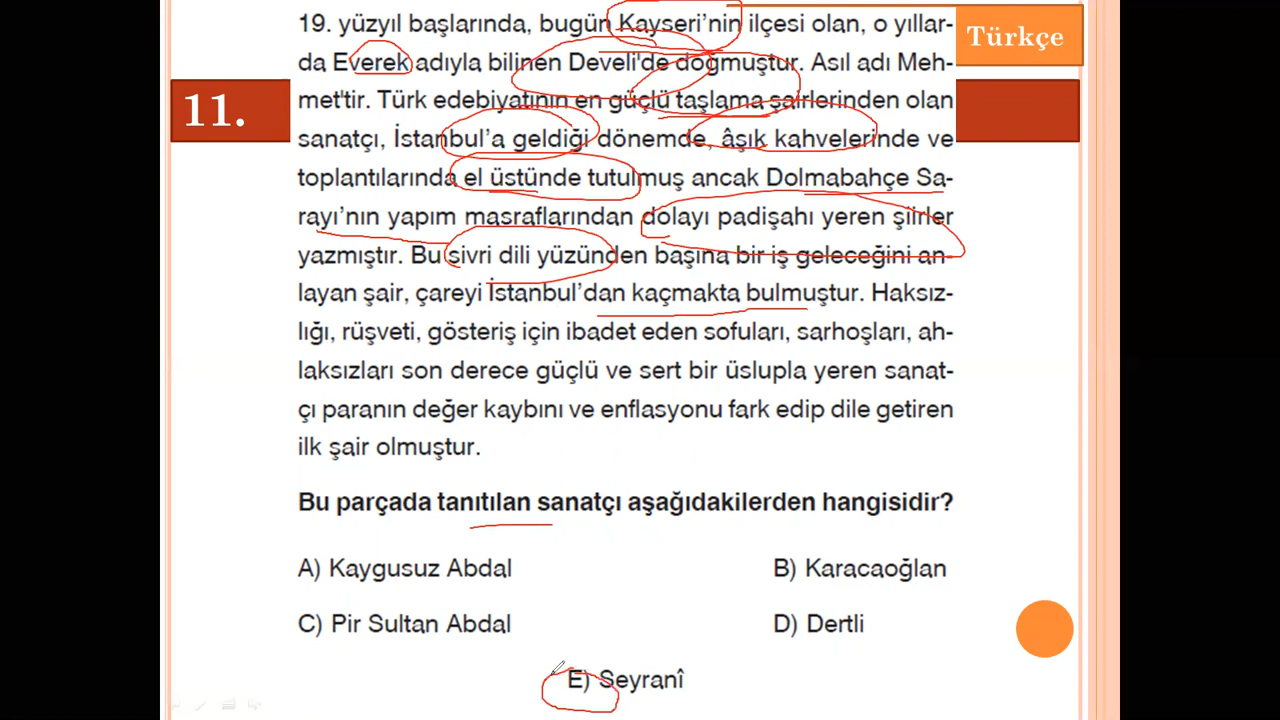 19. yüzyıl başlarında, bugün Kayseri'nin ilçesi olan, o yıllar-
da Everek adıyla bilinen Develi'de doğmuştur. Asıl adı Meh-
met'tir. Türk edebiyatının en güçlü taşlama şairlerinden olan
sanatçı, İstanbul'a geldiği dönemde, âşık kahvelerinde ve
toplantılarında el üstünde tutulmuş ancak Dolmabahçe Sa-
rayı'nın yapım masraflarından dolayı padişahı yeren şiirler
yazmıştır. Bu sivri dili yüzünden başına bir iş geleceğini an-
layan şair, çareyi İstanbul'dan kaçmakta bulmuştur. Haksız-
lığı, rüşveti, gösteriş için ibadet eden sofuları, sarhoşları, ah-
laksızları son derece güçlü ve sert bir üslupla yeren sanat-
çı paranın değer kaybını ve enflasyonu fark edip dile getiren
ilk şair olmuştur.
Türkçe
11.
Bu parçada tanıtılan sanatçı aşağıdakilerden hangisidir?
A) Kaygusuz Abdal
B) Karacaoğlan
C) Pir Sultan Abdal
D) Dertli
E) Seyranî